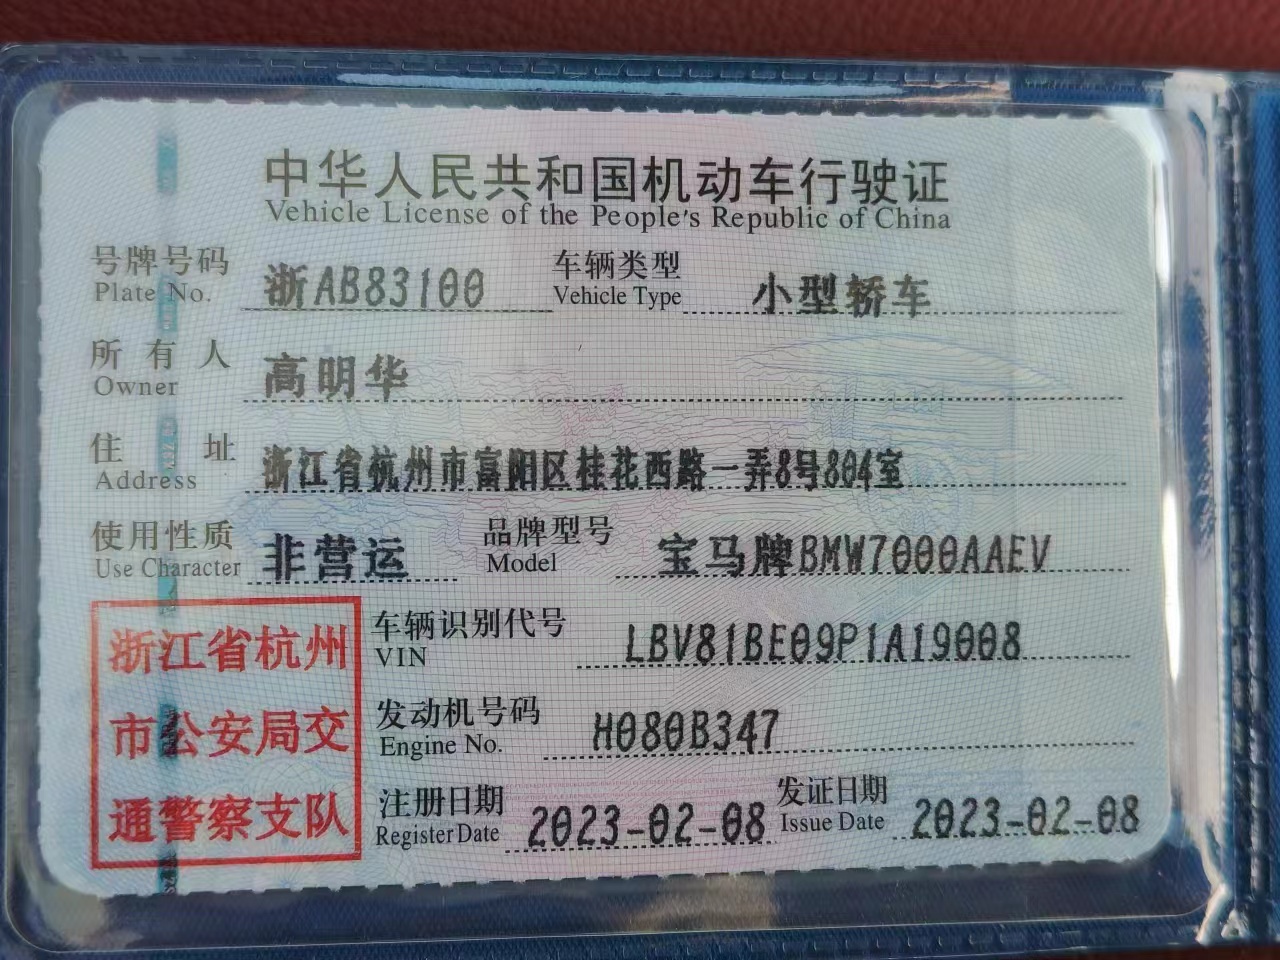 中华人民共和国机动车行驶证
Vehicle License of the People's Republic of China
号牌号码 浙AB83100 车辆类型 小型轿车
Plate No. Vehicle Type
所有人 高明华
Owner
住址 浙江省杭州市富阳区桂花西路一弄8号804室
Address
使用性质 非营运 品牌型号 宝马牌BMW7000AAEV
Use Character Model
浙江省杭州
市公安局交
通警察支队
车辆识别代号 LBV81BE09P1A19008
VIN
发动机号码 H080B347
Engine No.
注册日期 2023-02-08 发证日期 2023-02-08
Register Date Issue Date